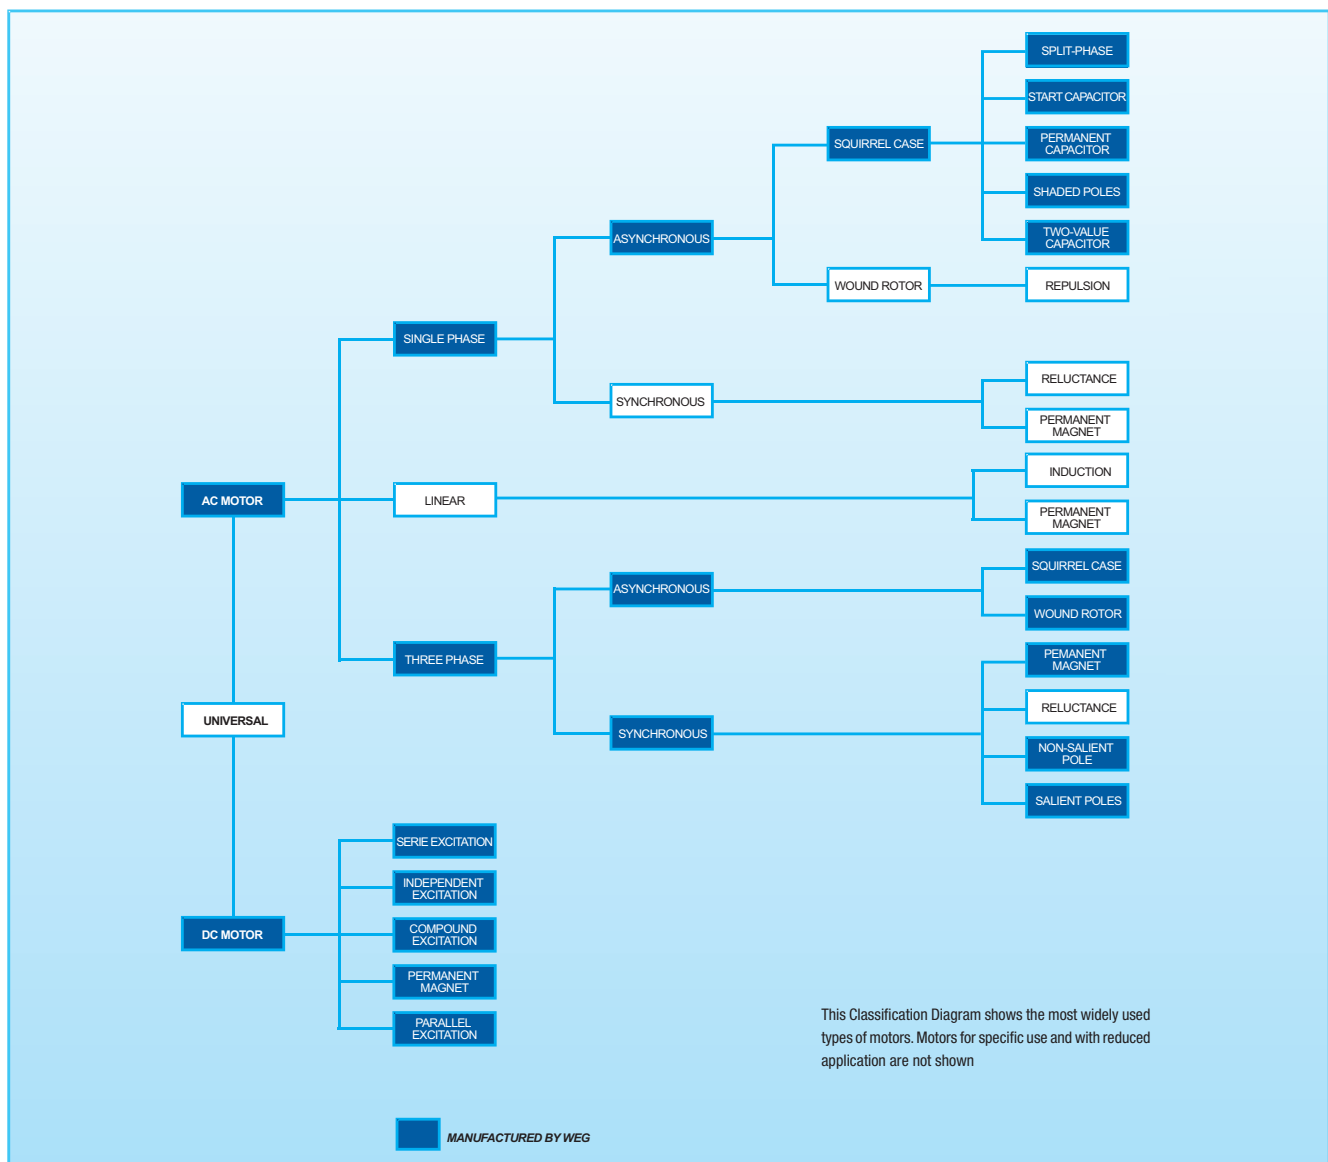 SPLIT-PHASE
START CAPACITOR
SQUIRREL CASE
PERMANENT
CAPACITOR
SHADED POLES
ASYNCHRONOUS
TWO-VALUE
CAPACITOR
WOUND ROTOR
REPULSION
SINGLE PHASE
RELUCTANCE
SYNCHRONOUS
PERMANENT
MAGNET
INDUCTION
AC MOTOR
LINEAR
PERMANENT
MAGNET
SQUIRREL CASE
ASYNCHRONOUS
WOUND ROTOR
THREE PHASE
PEMANENT
MAGNET
RELUCTANCE
UNIVERSAL
SYNCHRONOUS
NON-SALIENT
POLE
SALIENT POLES
SERIE EXCITATION
INDEPENDENT
EXCITATION
DC MOTOR
COMPOUND
EXCITATION
PERMANENT
MAGNET
PARALLEL
EXCITATION
This Classification Diagram shows the most widely used
types of motors. Motors for specific use and with reduced
application are not shown
MANUFACTURED BY WEG